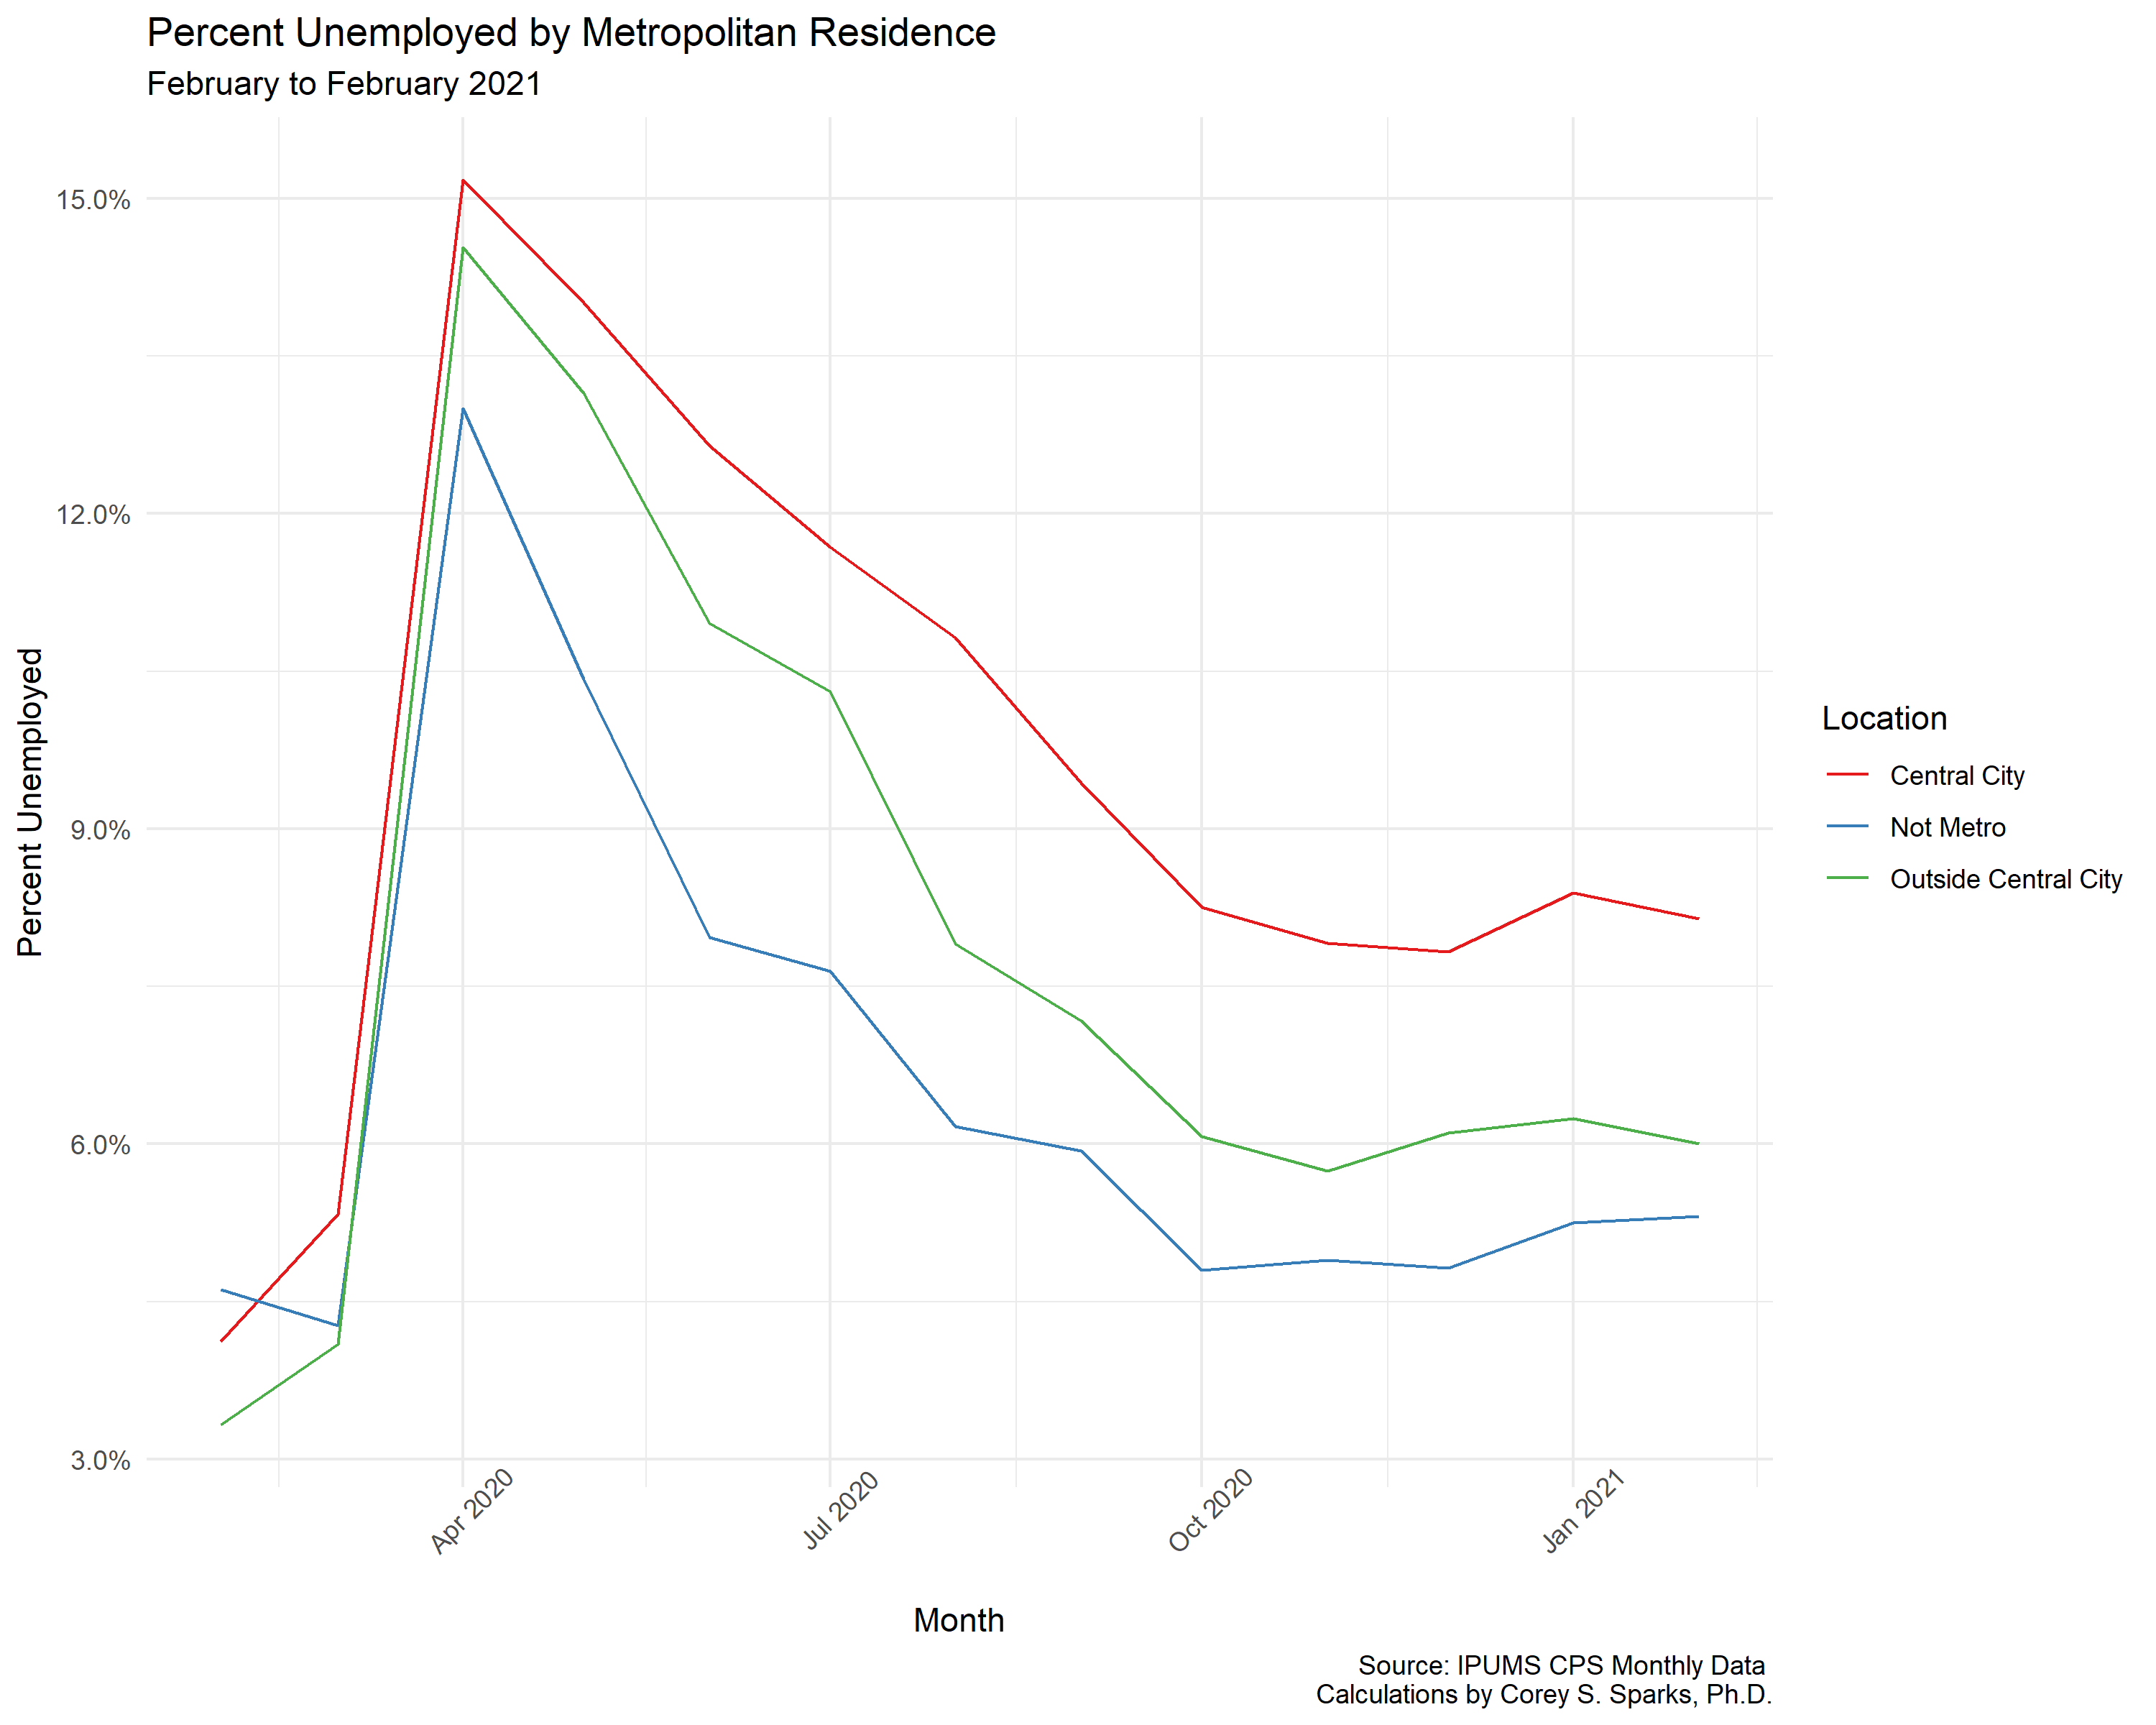 Percent Unemployed by Metropolitan Residence
February to February 2021
Percent Unemployed
15.0%
12.0%
9.0%
6.0%
3.0%
Apr 2020
Jul 2020
Oct 2020
Jan 2021
Month
Location
Central City
Not Metro
Outside Central City
Source: IPUMS CPS Monthly Data
Calculations by Corey S. Sparks, Ph.D.